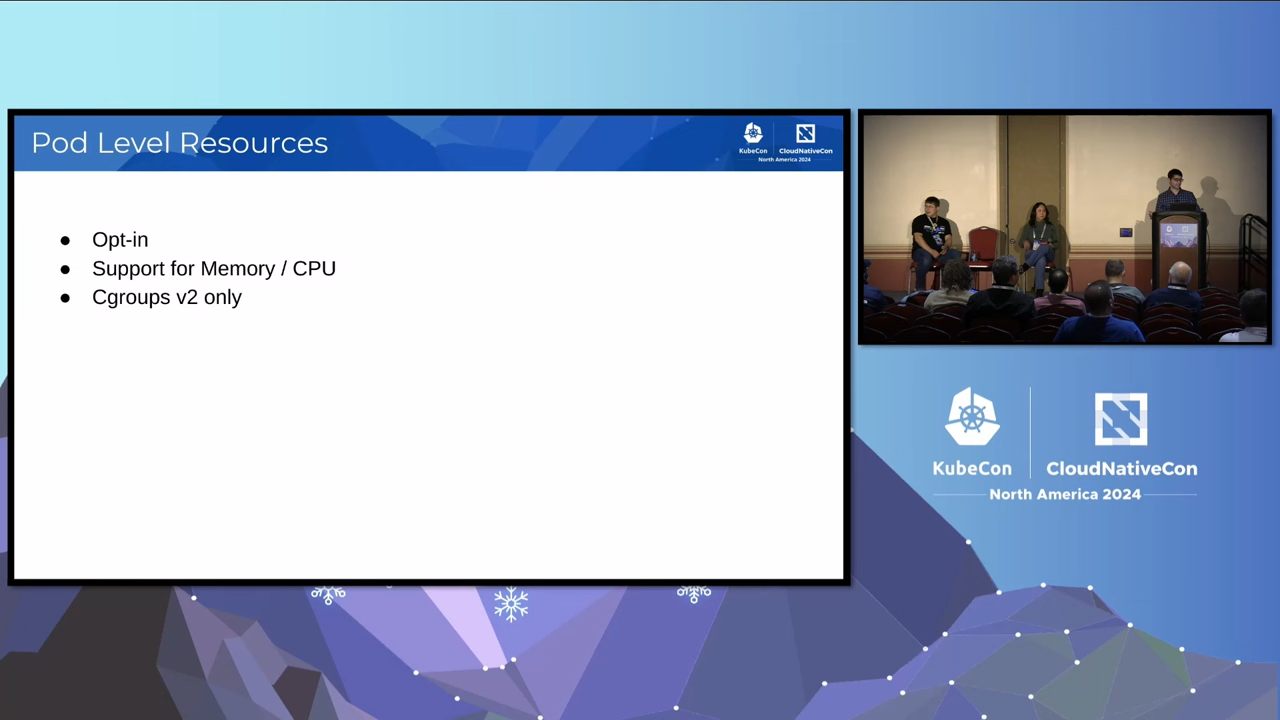 Pod Level Resources
KubeCon
CloudNativeCon
North America 2024
● Opt-in
● Support for Memory / CPU
● Cgroups v2 only
KubeCon
CloudNativeCon
North America 2024